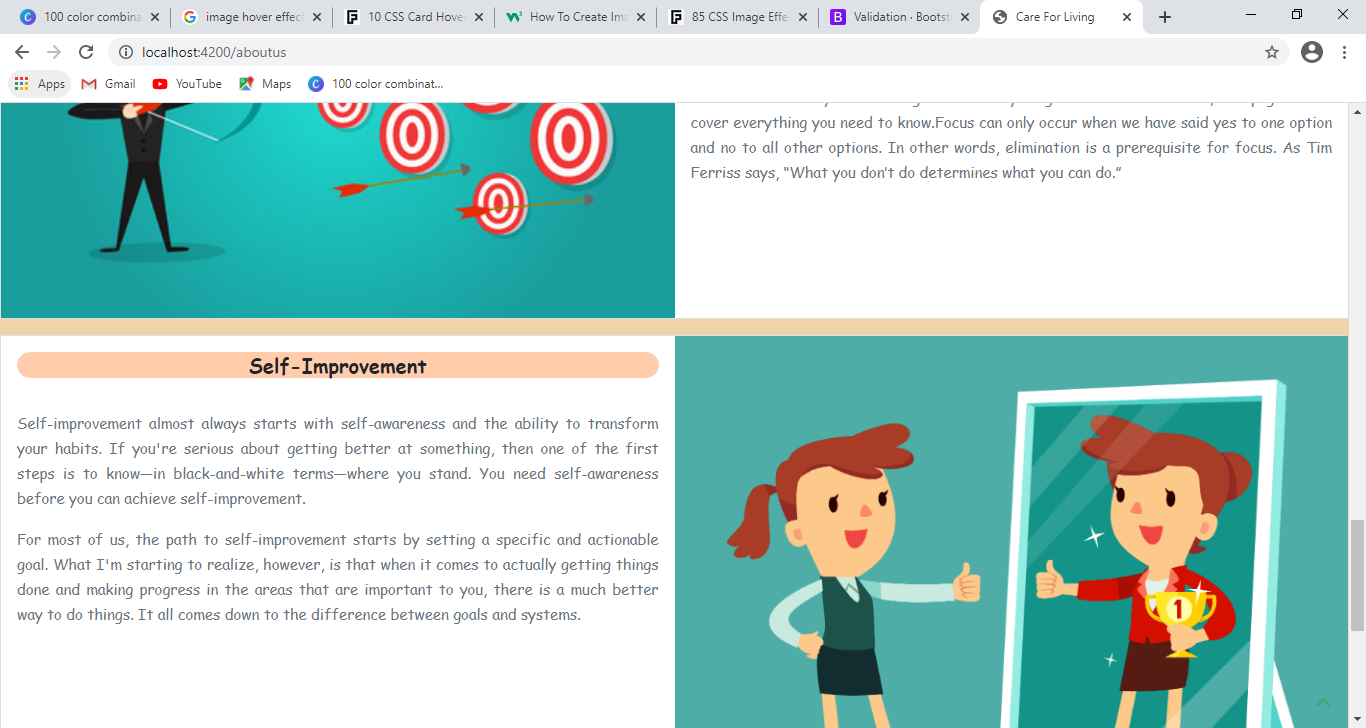 100 color combina
image hover effect
10 CSS Card Hover
How To Create Ima
85 CSS Image Effe
Validation · Bootst
Care For Living
localhost:4200/aboutus
Apps
Gmail
YouTube
Maps
100 color combinat...
cover everything you need to know.Focus can only occur when we have said yes to one option
and no to all other options. In other words, elimination is a prerequisite for focus. As Tim
Ferriss says, “What you don’t do determines what you can do.”
Self-Improvement
Self-improvement almost always starts with self-awareness and the ability to transform
your habits. If you're serious about getting better at something, then one of the first
steps is to know—in black-and-white terms—where you stand. You need self-awareness
before you can achieve self-improvement.
For most of us, the path to self-improvement starts by setting a specific and actionable
goal. What I'm starting to realize, however, is that when it comes to actually getting things
done and making progress in the areas that are important to you, there is a much better
way to do things. It all comes down to the difference between goals and systems.
1